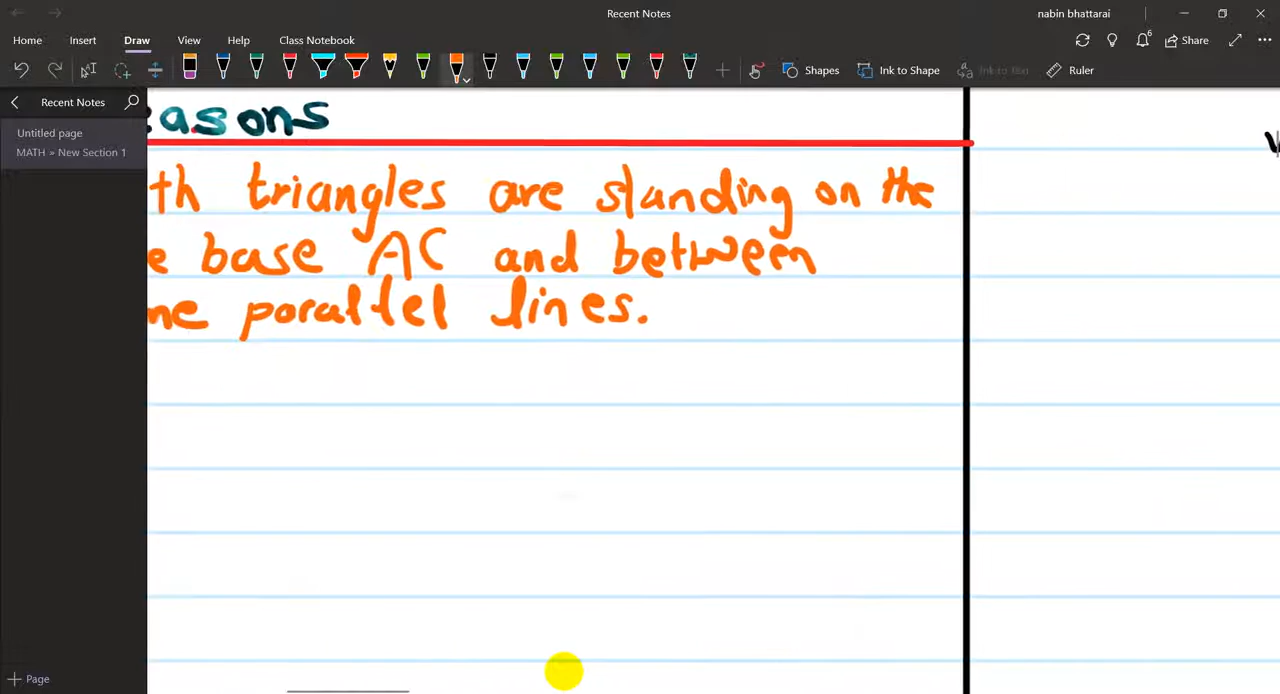 Recent Notes
nabin bhattarai
Home Insert Draw View Help Class Notebook
Share
Shapes Ink to Shape Ruler
Recent Notes
Untitled page
MATH » New Section 1
easons
th triangles are standing on the
e base AC and between
me parallel lines.
Page